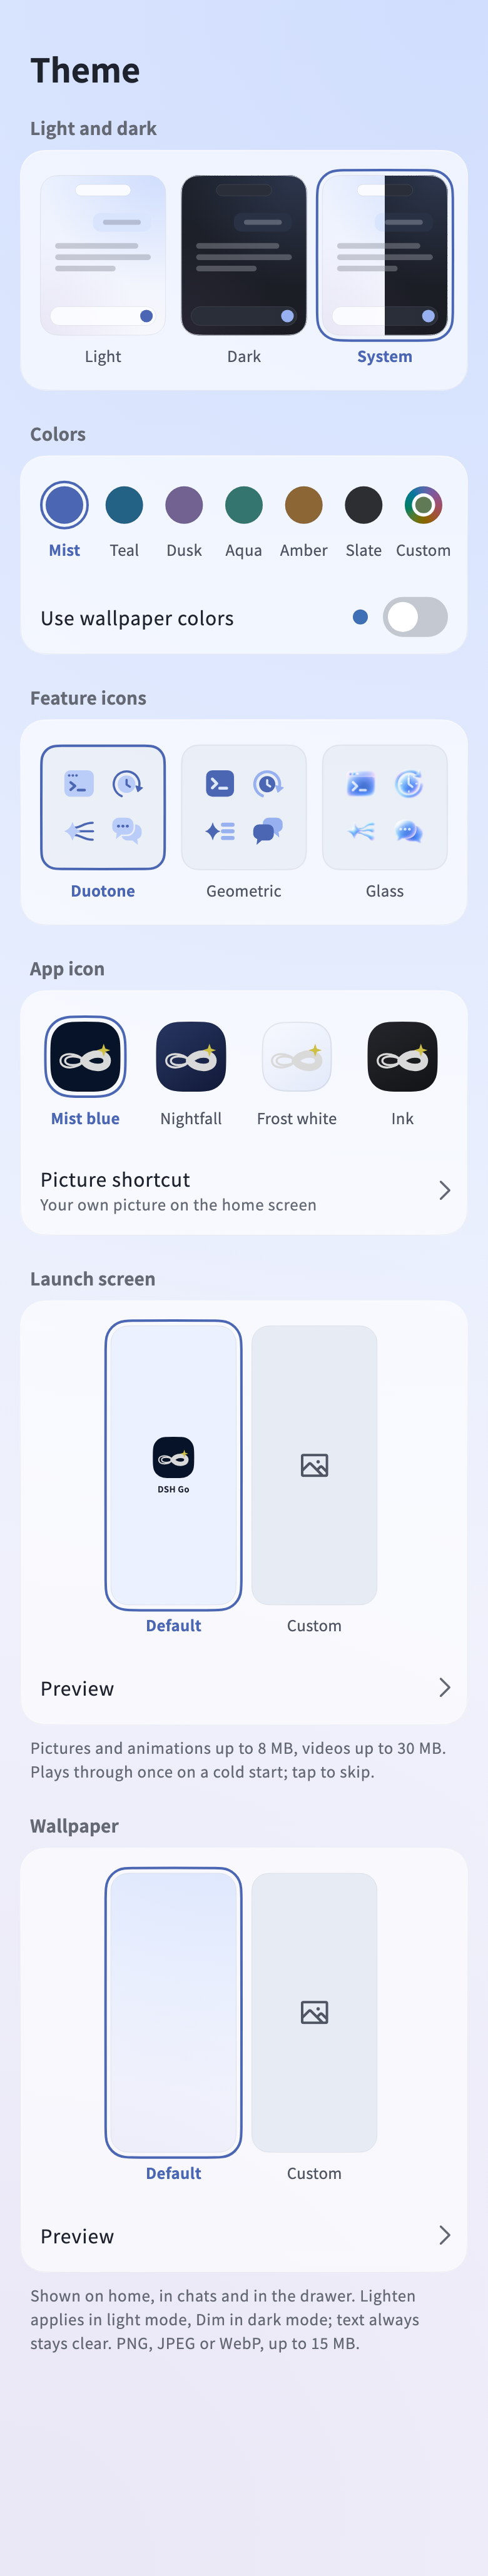 Theme
Light and dark
Light
Dark
System
Colors
Mist
Teal
Dusk
Aqua
Amber
Slate
Custom
Use wallpaper colors
Feature icons
Duotone
Geometric
Glass
App icon
Mist blue
Nightfall
Frost white
Ink
Picture shortcut
Your own picture on the home screen
Launch screen
DSH Go
Default
Custom
Preview
Pictures and animations up to 8 MB, videos up to 30 MB.
Plays through once on a cold start; tap to skip.
Wallpaper
Default
Custom
Preview
Shown on home, in chats and in the drawer. Lighten
applies in light mode, Dim in dark mode; text always
stays clear. PNG, JPEG or WebP, up to 15 MB.